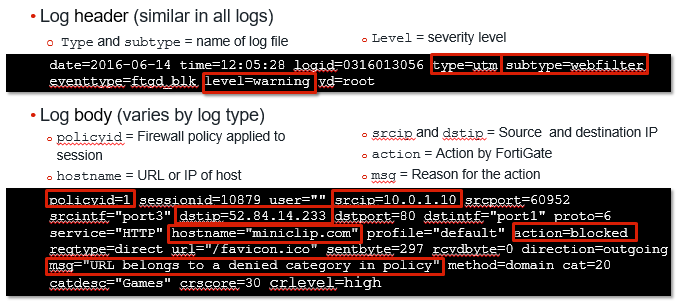 Log header (similar in all logs)
Type and subtype = name of log file
Level = severity level
date=2016-06-14 time=12:05:28 logid=0316013056 type=utm subtype=webfilter
eventtype=ftgd_blk level=warning vd=root
Log body (varies by log type)
policyid = Firewall policy applied to
session
hostname = URL or IP of host
srcip and dstip = Source and destination IP
action = Action by FortiGate
msg = Reason for the action
policyid=1 sessionid=10879 user="" srcip=10.0.1.10 srcport=60952
srcintf="port3" dstip=52.84.14.233 dstport=80 dstintf="port1" proto=6
service="HTTP" hostname="miniclip.com" profile="default" action=blocked
reqtype=direct url="/favicon.ico" sentbyte=297 rcvdbyte=0 direction=outgoing
msg="URL belongs to a denied category in policy" method=domain cat=20
catdesc="Games" crscore=30 crlevel=high